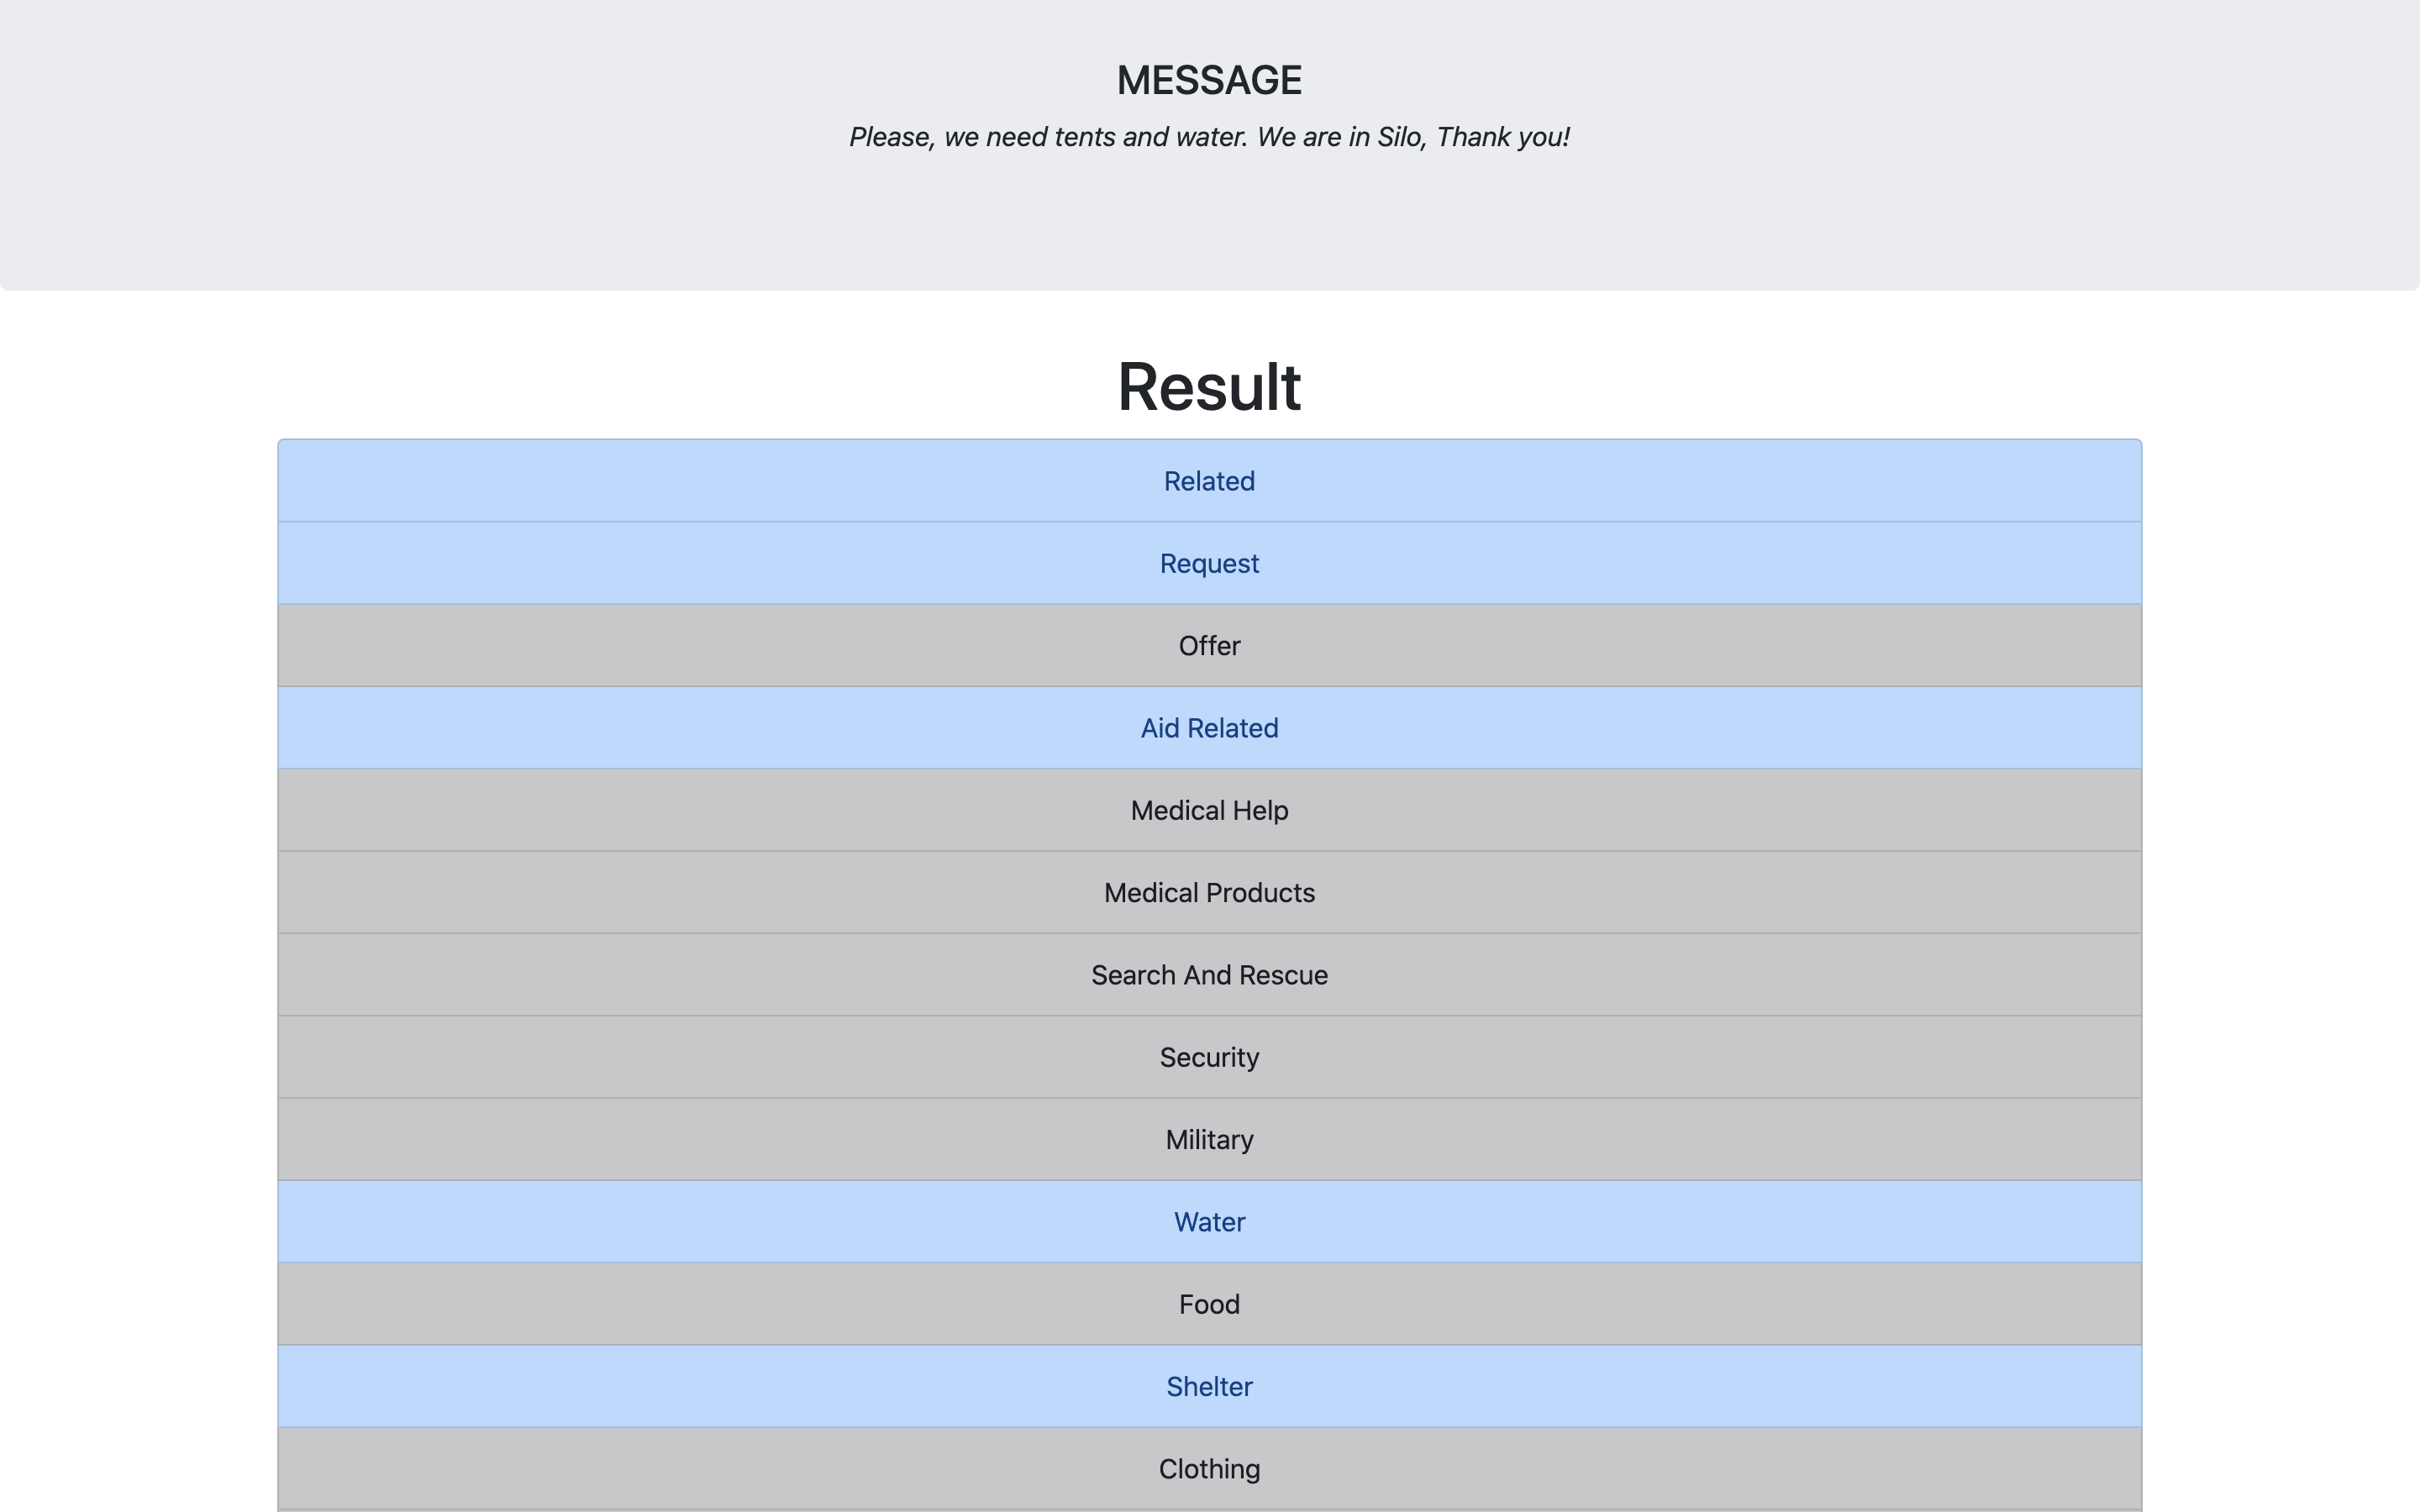 MESSAGE
Please, we need tents and water. We are in Silo, Thank you!
Result
Related
Request
Offer
Aid Related
Medical Help
Medical Products
Search And Rescue
Security
Military
Water
Food
Shelter
Clothing